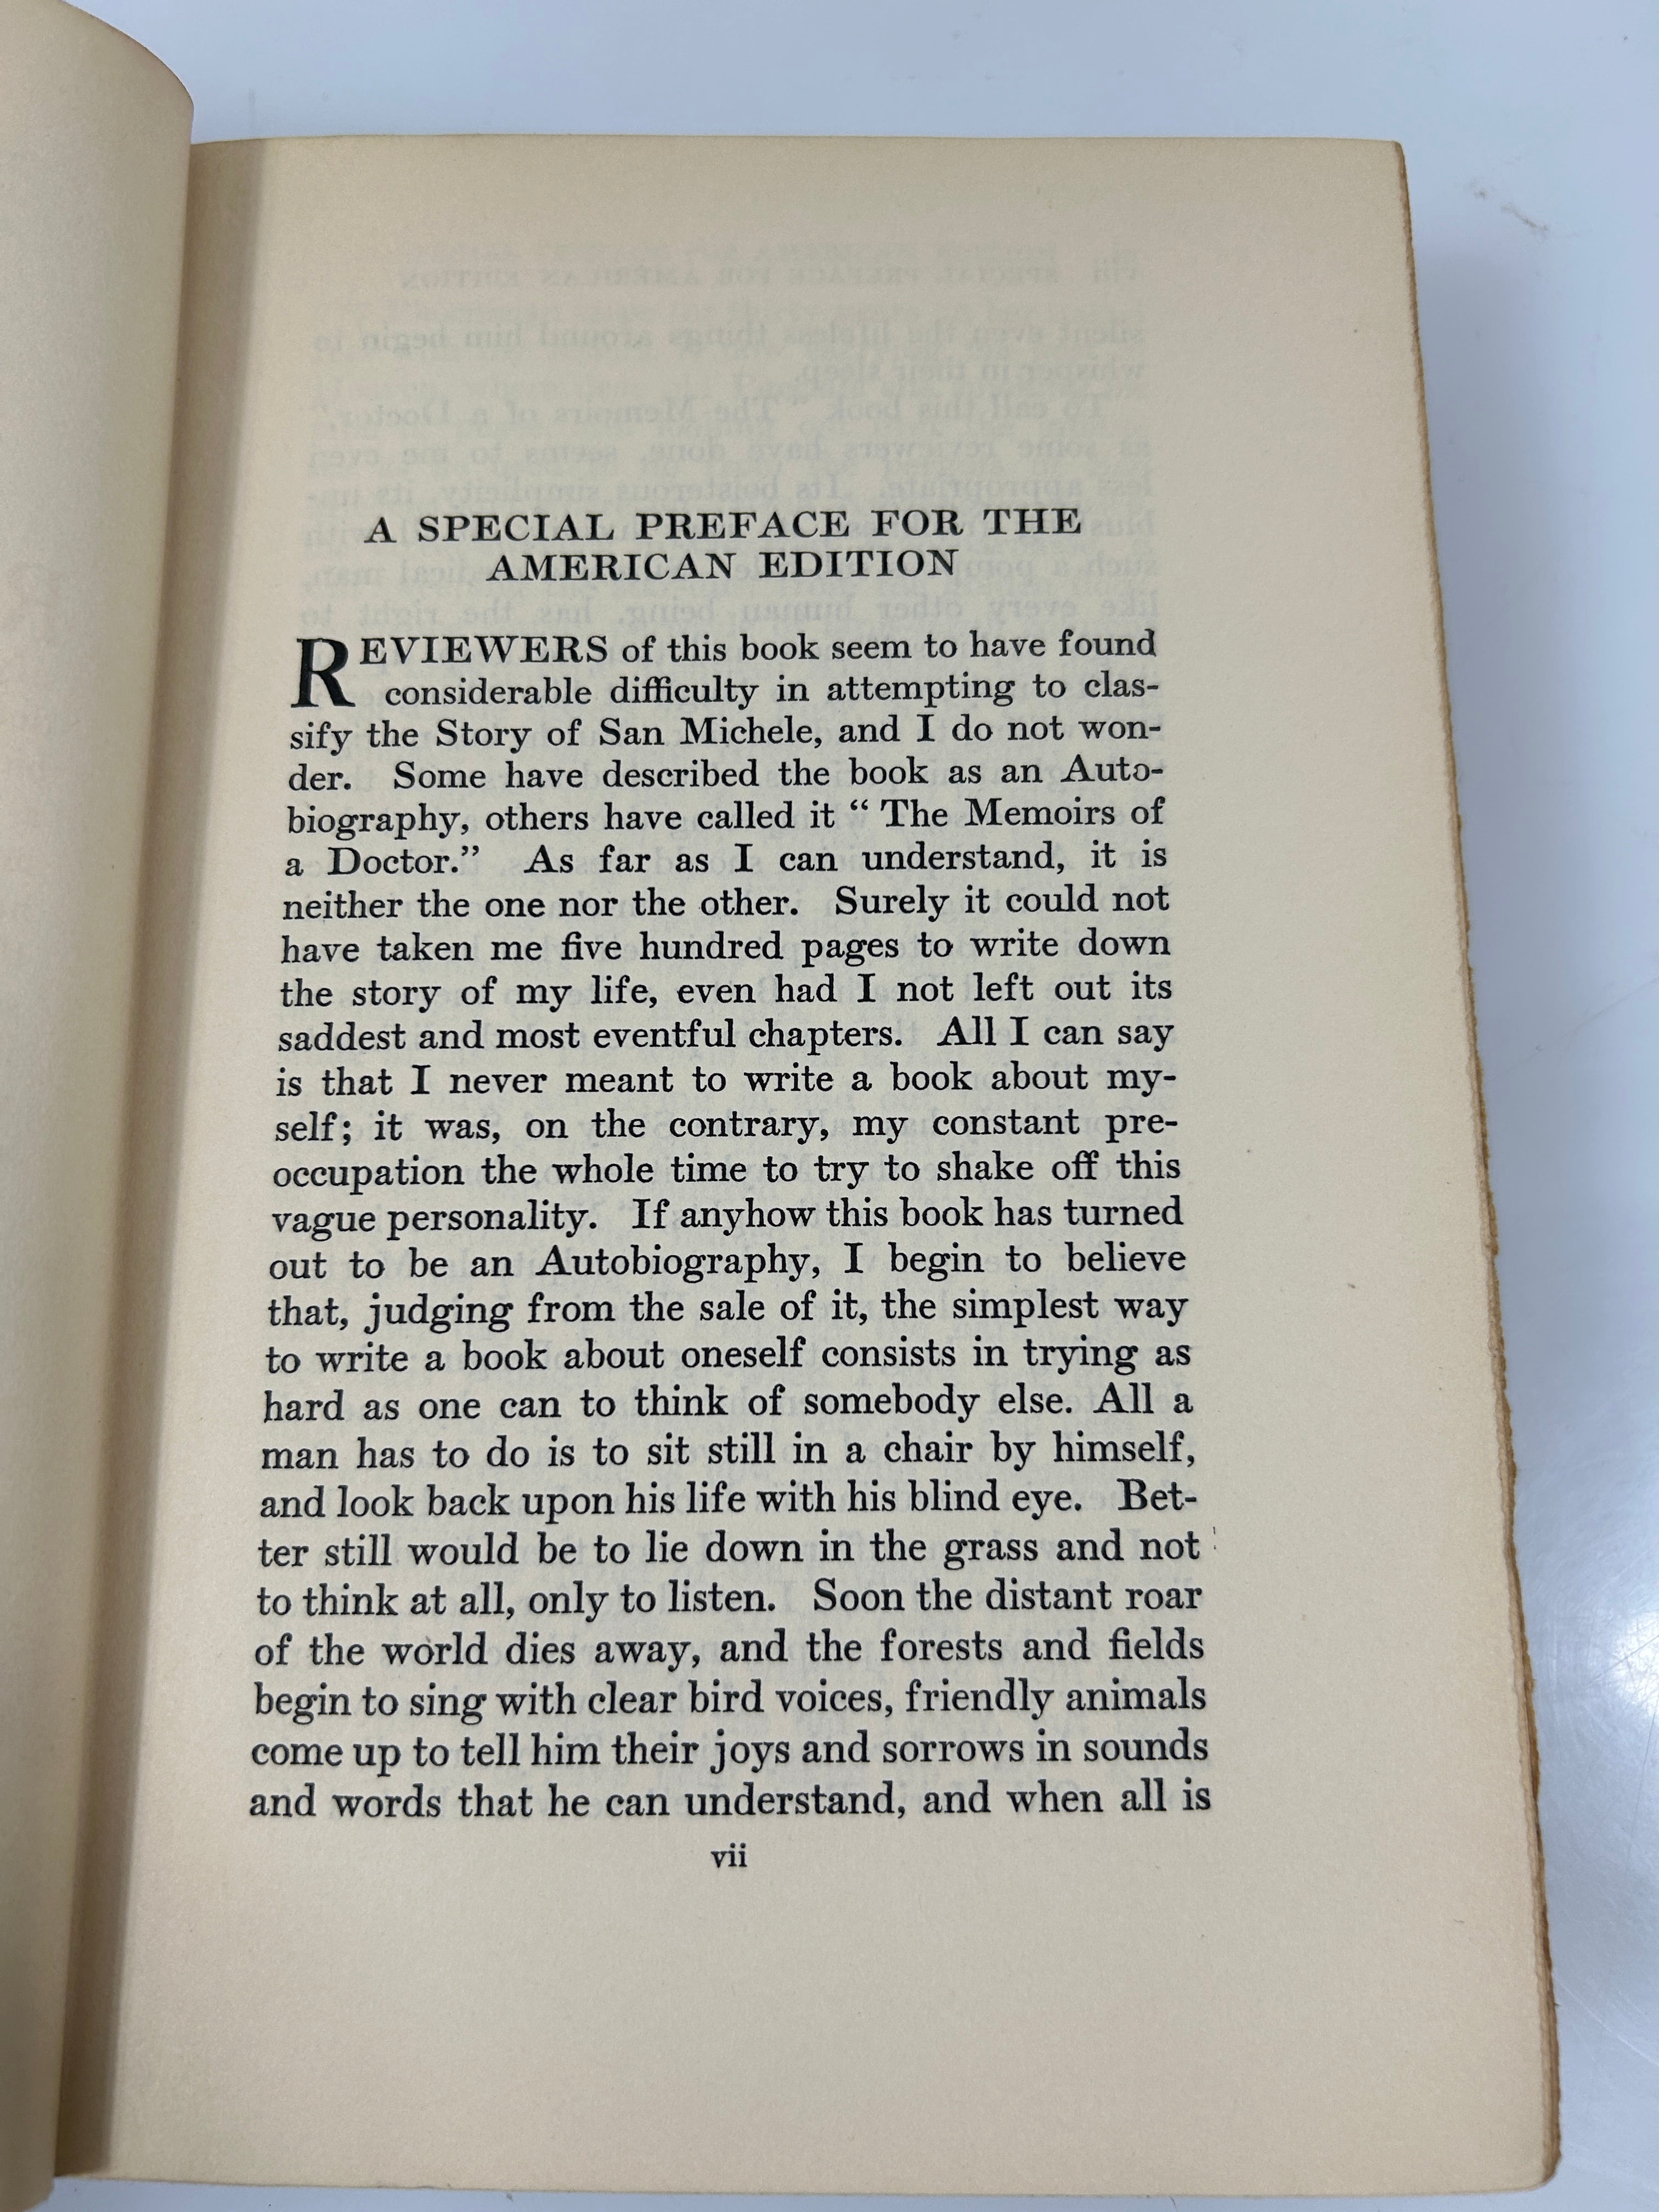 A SPECIAL PREFACE FOR THE
AMERICAN EDITION
REVIEWERS of this book seem to have found
considerable difficulty in attempting to clas-
sify the Story of San Michele, and I do not won-
der. Some have described the book as an Auto-
biography, others have called it “ The Memoirs of
a Doctor.” As far as I can understand, it is
neither the one nor the other. Surely it could not
have taken me five hundred pages to write down
the story of my life, even had I not left out its
saddest and most eventful chapters. All I can say
is that I never meant to write a book about my-
self; it was, on the contrary, my constant pre-
occupation the whole time to try to shake off this
vague personality. If anyhow this book has turned
out to be an Autobiography, I begin to believe
that, judging from the sale of it, the simplest way
to write a book about oneself consists in trying as
hard as one can to think of somebody else. All a
man has to do is to sit still in a chair by himself,
and look back upon his life with his blind eye. Bet-
ter still would be to lie down in the grass and not
to think at all, only to listen. Soon the distant roar
of the world dies away, and the forests and fields
begin to sing with clear bird voices, friendly animals
come up to tell him their joys and sorrows in sounds
and words that he can understand, and when all is
vii